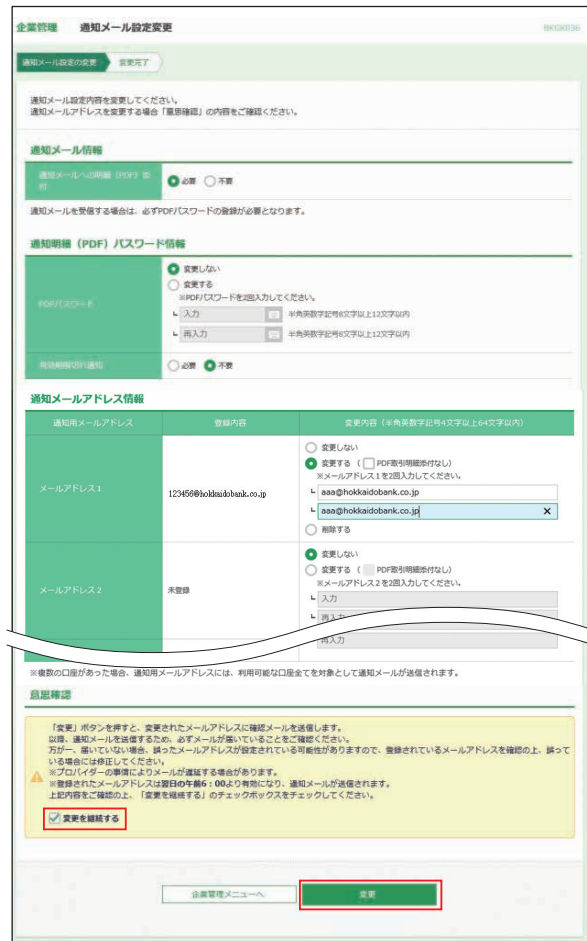 企業管理　通知メール設定変更
BKGK036
通知メール設定の変更　変更完了
通知メール設定内容を変更してください。
通知メールアドレスを変更する場合「意思確認」の内容をご確認ください。
通知メール情報
通知メールへの明細（PDF）添付
必要　不要
通知メールを受信する場合は、必ずPDFパスワードの登録が必要となります。
通知明細（PDF）パスワード情報
PDFパスワード
変更しない
変更する
※PDFパスワードを2回入力してください。
入力　半角英数字記号6文字以上12文字以内
再入力　半角英数字記号6文字以上12文字以内
有効期限切れ通知
必要　不要
通知メールアドレス情報
通知用メールアドレス　登録内容　変更内容（半角英数字記号4文字以上64文字以内）
メールアドレス1
123456@hokkaidobank.co.jp
変更しない
変更する（ PDF取引明細添付なし）
※メールアドレス1を2回入力してください。
aaa@hokkaidobank.co.jp
aaa@hokkaidobank.co.jp
削除する
メールアドレス2
未登録
変更しない
変更する（ PDF取引明細添付なし）
※メールアドレス2を2回入力してください。
入力
再入力
再入力
※複数の口座があった場合、通知用メールアドレスには、利用可能な口座全てを対象として通知メールが送信されます。
意思確認
「変更」ボタンを押すと、変更されたメールアドレスに確認メールを送信します。
以降、通知メールを送信するため、必ずメールが届いていることをご確認ください。
万が一、届いていない場合、誤ったメールアドレスが設定されている可能性がありますので、登録されているメールアドレスを確認の上、誤って
いる場合には修正してください。
※プロバイダーの事情によりメールが遅延する場合があります。
※登録されたメールアドレスは翌日の午前6：00より有効になり、通知メールが送信されます。
上記内容をご確認の上、「変更を継続する」のチェックボックスをチェックしてください。
変更を継続する
企業管理メニューへ　変更